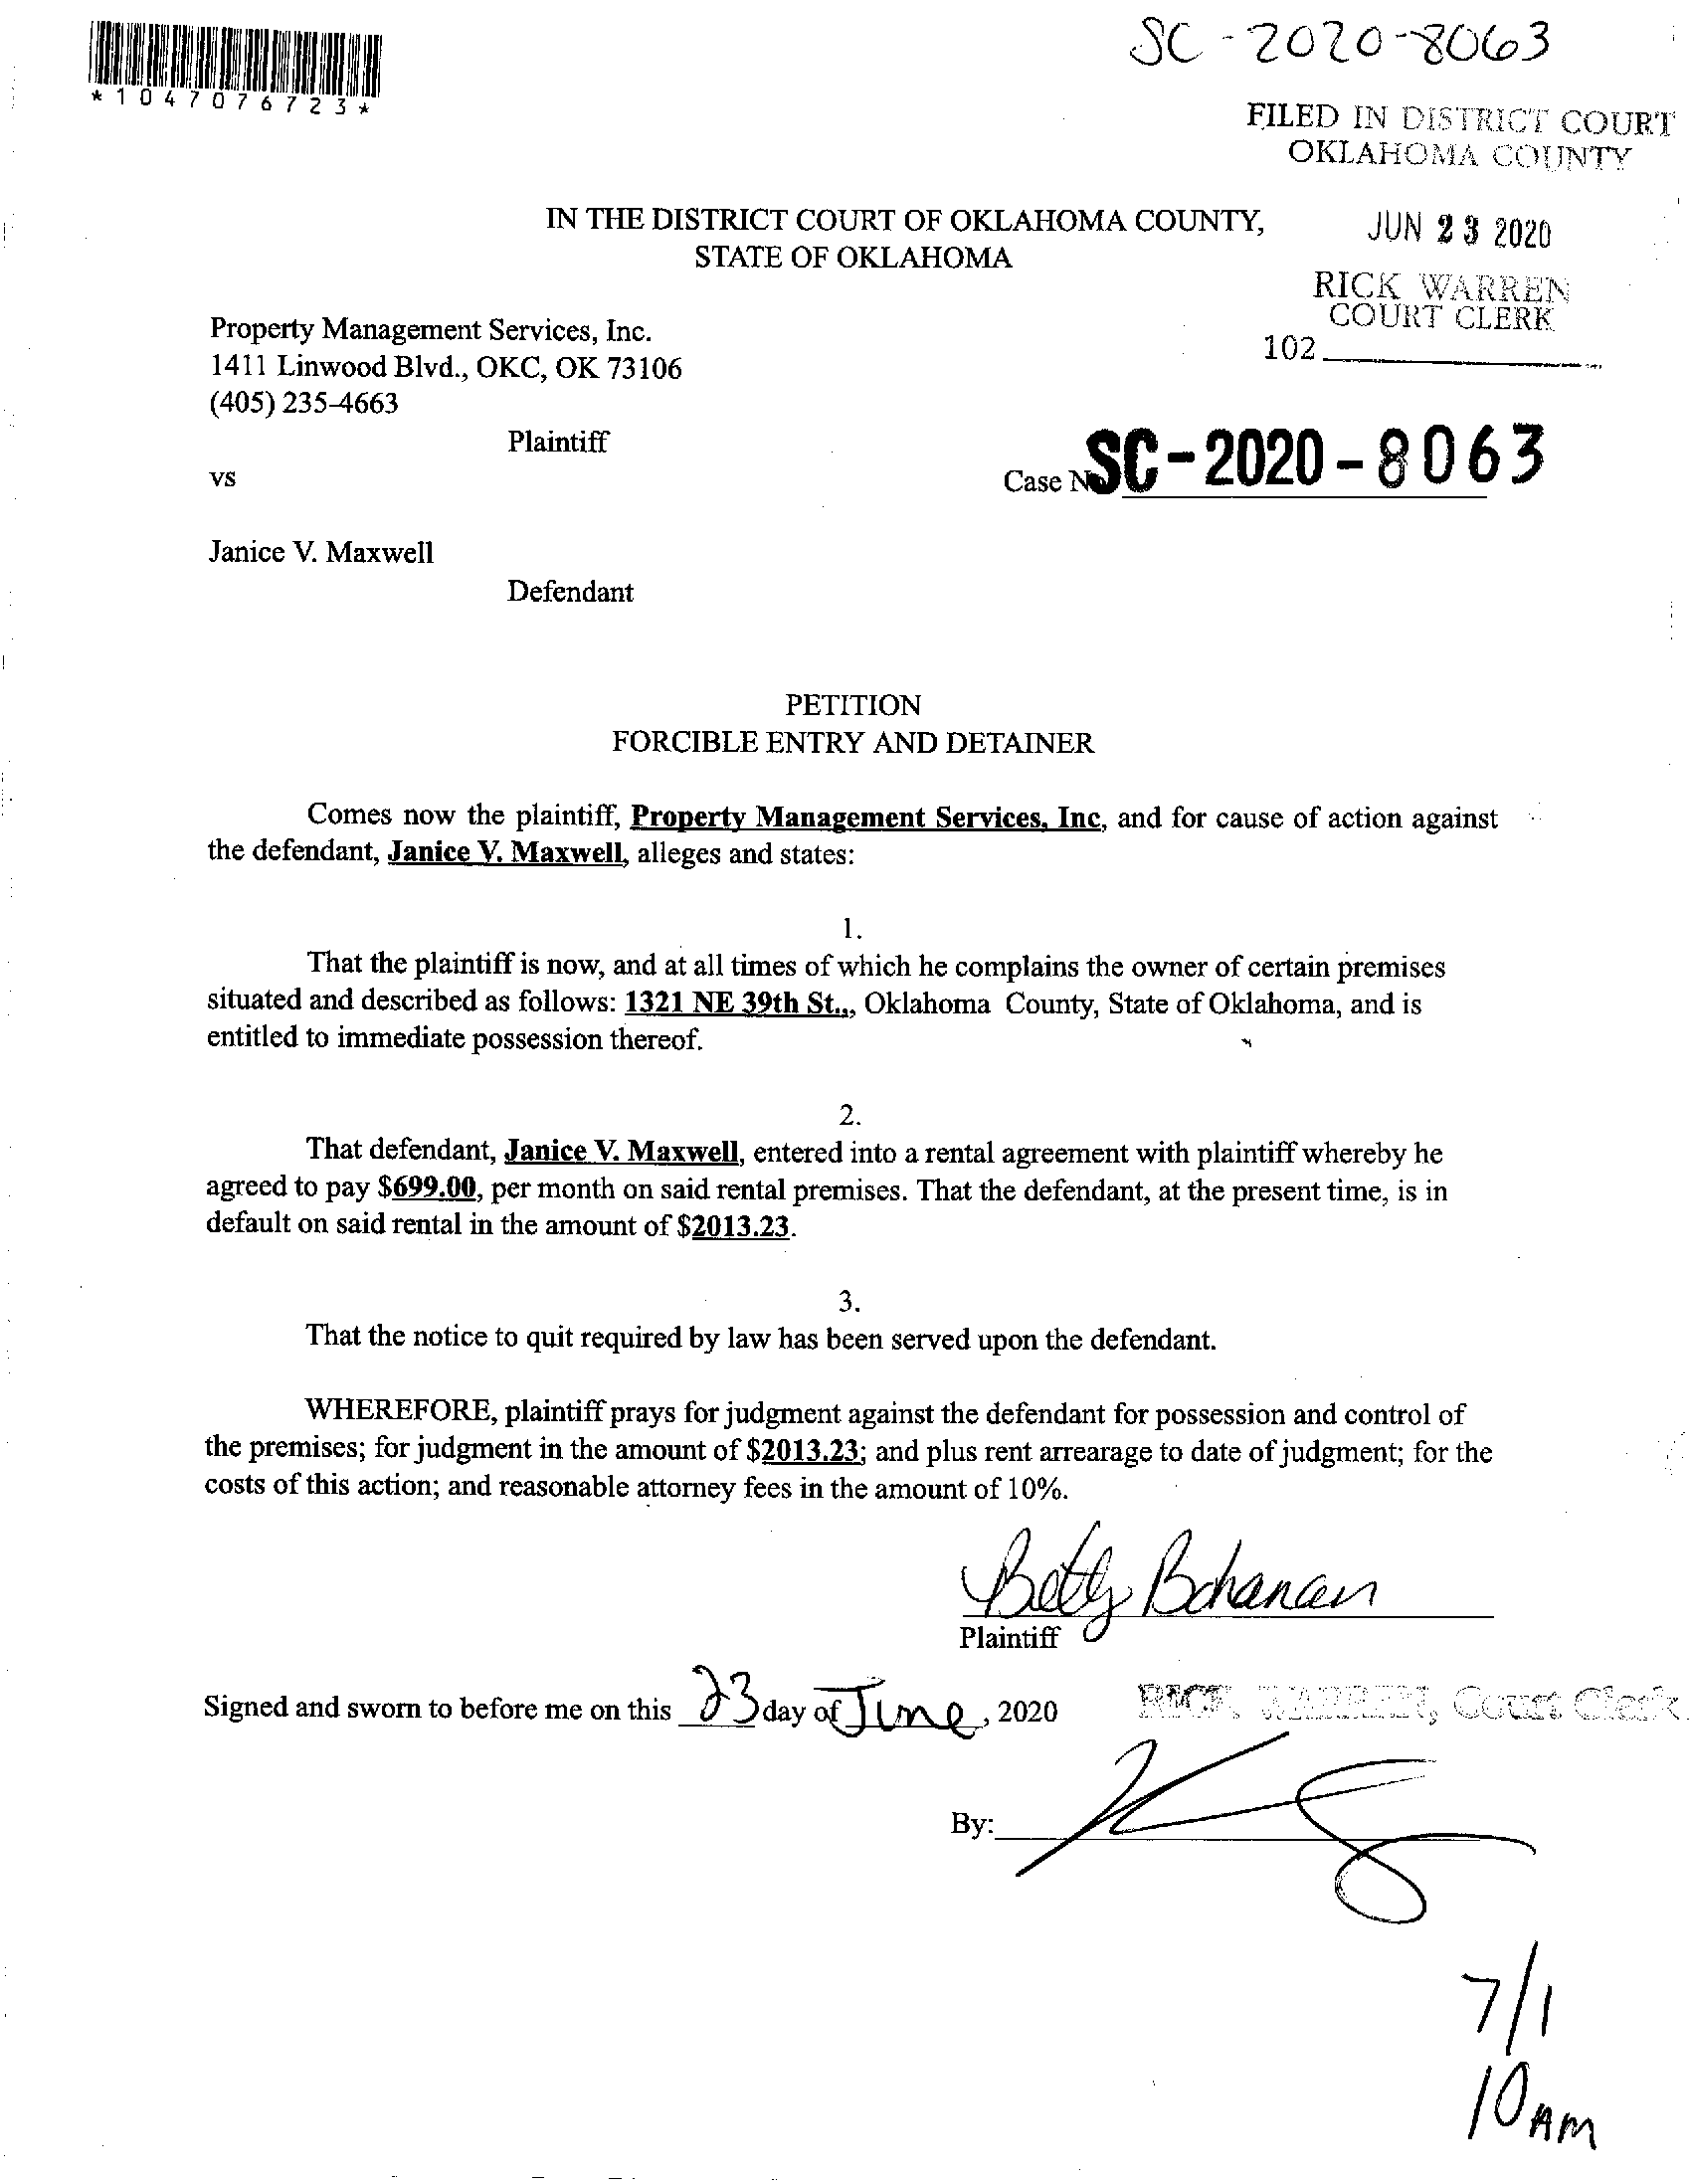 SC-2020-8063
*1047076723*
FILED IN DISTRICT COURT
OKLAHOMA COUNTY
JUN 23 2020
RICK WARREN
COURT CLERK
102
IN THE DISTRICT COURT OF OKLAHOMA COUNTY,
STATE OF OKLAHOMA
Property Management Services, Inc.
1411 Linwood Blvd., OKC, OK 73106
(405) 235-4663
Plaintiff
vs
Case No SC-2020-8063
Janice V. Maxwell
Defendant
PETITION
FORCIBLE ENTRY AND DETAINER
Comes now the plaintiff, Property Management Services, Inc, and for cause of action against
the defendant, Janice V. Maxwell, alleges and states:
1.
That the plaintiff is now, and at all times of which he complains the owner of certain premises
situated and described as follows: 1321 NE 39th St.,, Oklahoma County, State of Oklahoma, and is
entitled to immediate possession thereof.
2.
That defendant, Janice V. Maxwell, entered into a rental agreement with plaintiff whereby he
agreed to pay $699.00, per month on said rental premises. That the defendant, at the present time, is in
default on said rental in the amount of $2013.23.
3.
That the notice to quit required by law has been served upon the defendant.
WHEREFORE, plaintiff prays for judgment against the defendant for possession and control of
the premises; for judgment in the amount of $2013.23; and plus rent arrearage to date of judgment; for the
costs of this action; and reasonable attorney fees in the amount of 10%.
Betty Bohanan
Plaintiff
Signed and sworn to before me on this 23 day of June, 2020
RICK WARREN, Court Clerk
By:
7/1
10 AM